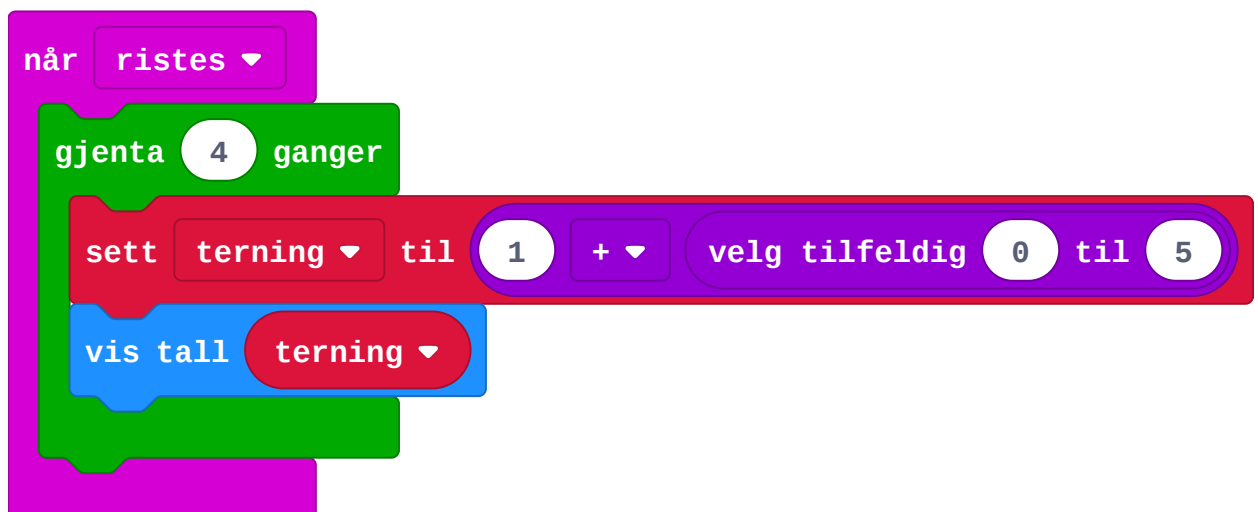 når ristes
gjenta 4 ganger
sett terning til 1 + velg tilfeldig 0 til 5
vis tall terning